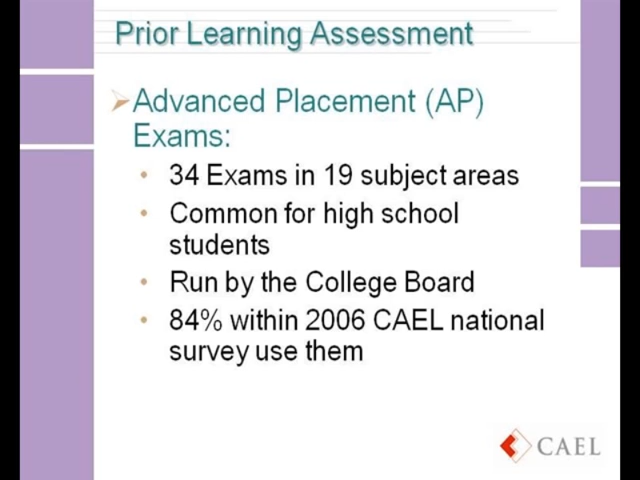 Prior Learning Assessment
Advanced Placement (AP)
Exams:
• 34 Exams in 19 subject areas
• Common for high school
students
• Run by the College Board
• 84% within 2006 CAEL national
survey use them
CAEL